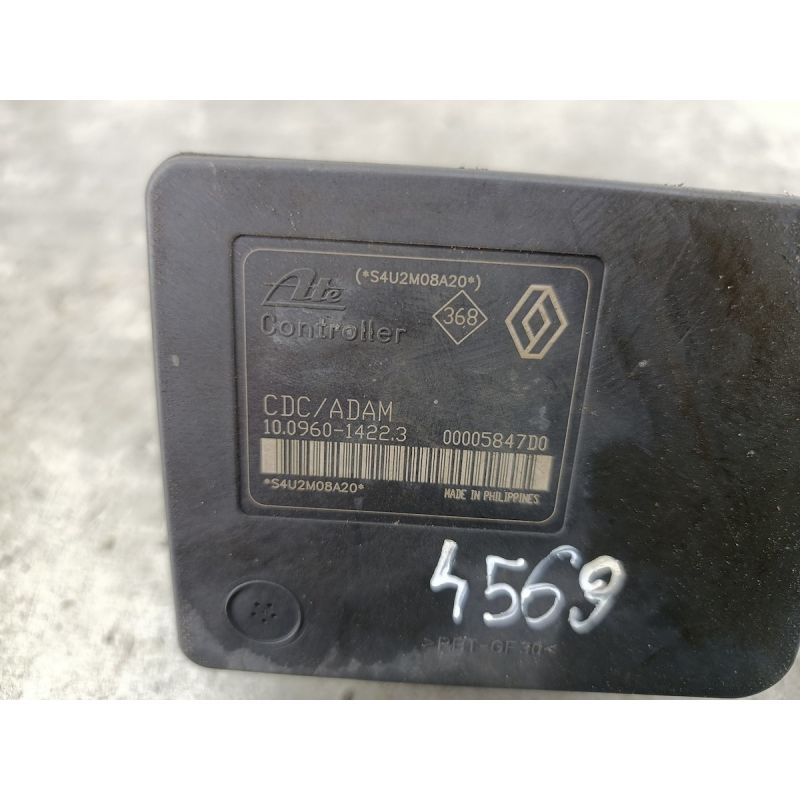 (*S4U2M08A20*)
Ate
368
Controller
CDC/ADAM
10.0960-1422.3 00005847D0
*S4U2M08A20* MADE IN PHILIPPINES
4569
>PBT-GF30<